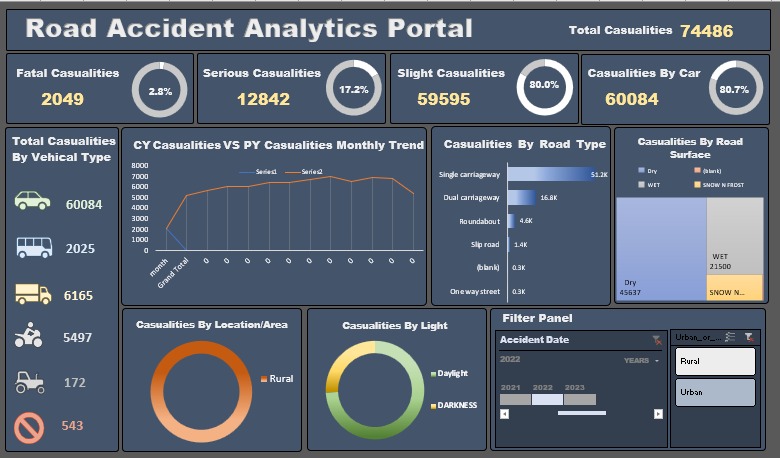 Road Accident Analytics Portal
Total Casualities 74486
Fatal Casualities
2049
2.8%
Serious Casualities
12842
17.2%
Slight Casualities
59595
80.0%
Casualities By Car
60084
80.7%
Total Casualities
By Vehical Type
60084
2025
6165
5497
172
543
CY Casualities VS PY Casualities Monthly Trend
Series1 Series2
8000
7000
6000
5000
4000
3000
2000
1000
0
month
Grand Total
0 0 0 0 0 0 0 0 0 0 0
Casualities By Road Type
Single carriageway 51.2K
Dual carriageway 16.8K
Roundabout 4.6K
Slip road 1.4K
(blank) 0.3K
One way street 0.3K
Casualities By Road
Surface
Dry (blank)
WET SNOW N FROST
Dry
45637
WET
21500
SNOW N...
Casualities By Location/Area
Rural
Casualities By Light
Daylight
DARKNESS
Filter Panel
Accident Date
2022 YEARS
2021 2022 2023
Urban_or_...
Rural
Urban